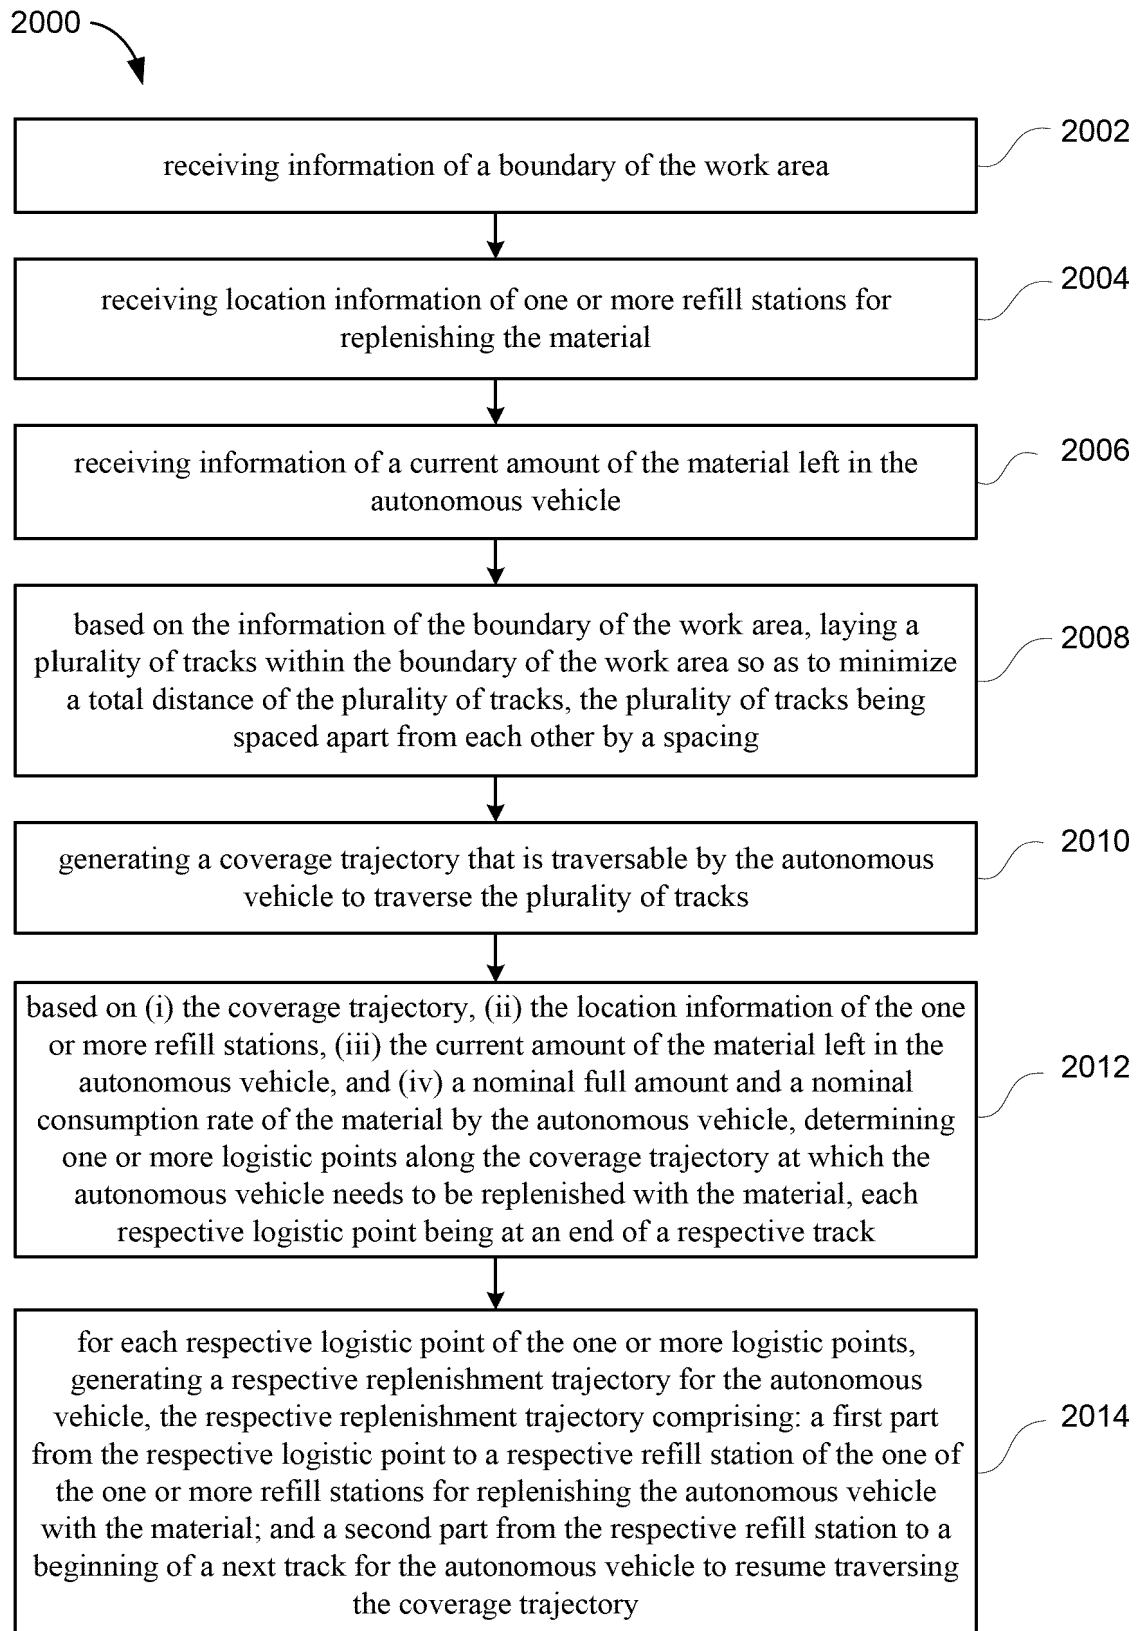 2000
receiving information of a boundary of the work area
2002
receiving location information of one or more refill stations for
replenishing the material
2004
receiving information of a current amount of the material left in the
autonomous vehicle
2006
based on the information of the boundary of the work area, laying a
plurality of tracks within the boundary of the work area so as to minimize
a total distance of the plurality of tracks, the plurality of tracks being
spaced apart from each other by a spacing
2008
generating a coverage trajectory that is traversable by the autonomous
vehicle to traverse the plurality of tracks
2010
based on (i) the coverage trajectory, (ii) the location information of the one
or more refill stations, (iii) the current amount of the material left in the
autonomous vehicle, and (iv) a nominal full amount and a nominal
consumption rate of the material by the autonomous vehicle, determining
one or more logistic points along the coverage trajectory at which the
autonomous vehicle needs to be replenished with the material, each
respective logistic point being at an end of a respective track
2012
for each respective logistic point of the one or more logistic points,
generating a respective replenishment trajectory for the autonomous
vehicle, the respective replenishment trajectory comprising: a first part
from the respective logistic point to a respective refill station of the one of
the one or more refill stations for replenishing the autonomous vehicle
with the material; and a second part from the respective refill station to a
beginning of a next track for the autonomous vehicle to resume traversing
the coverage trajectory
2014